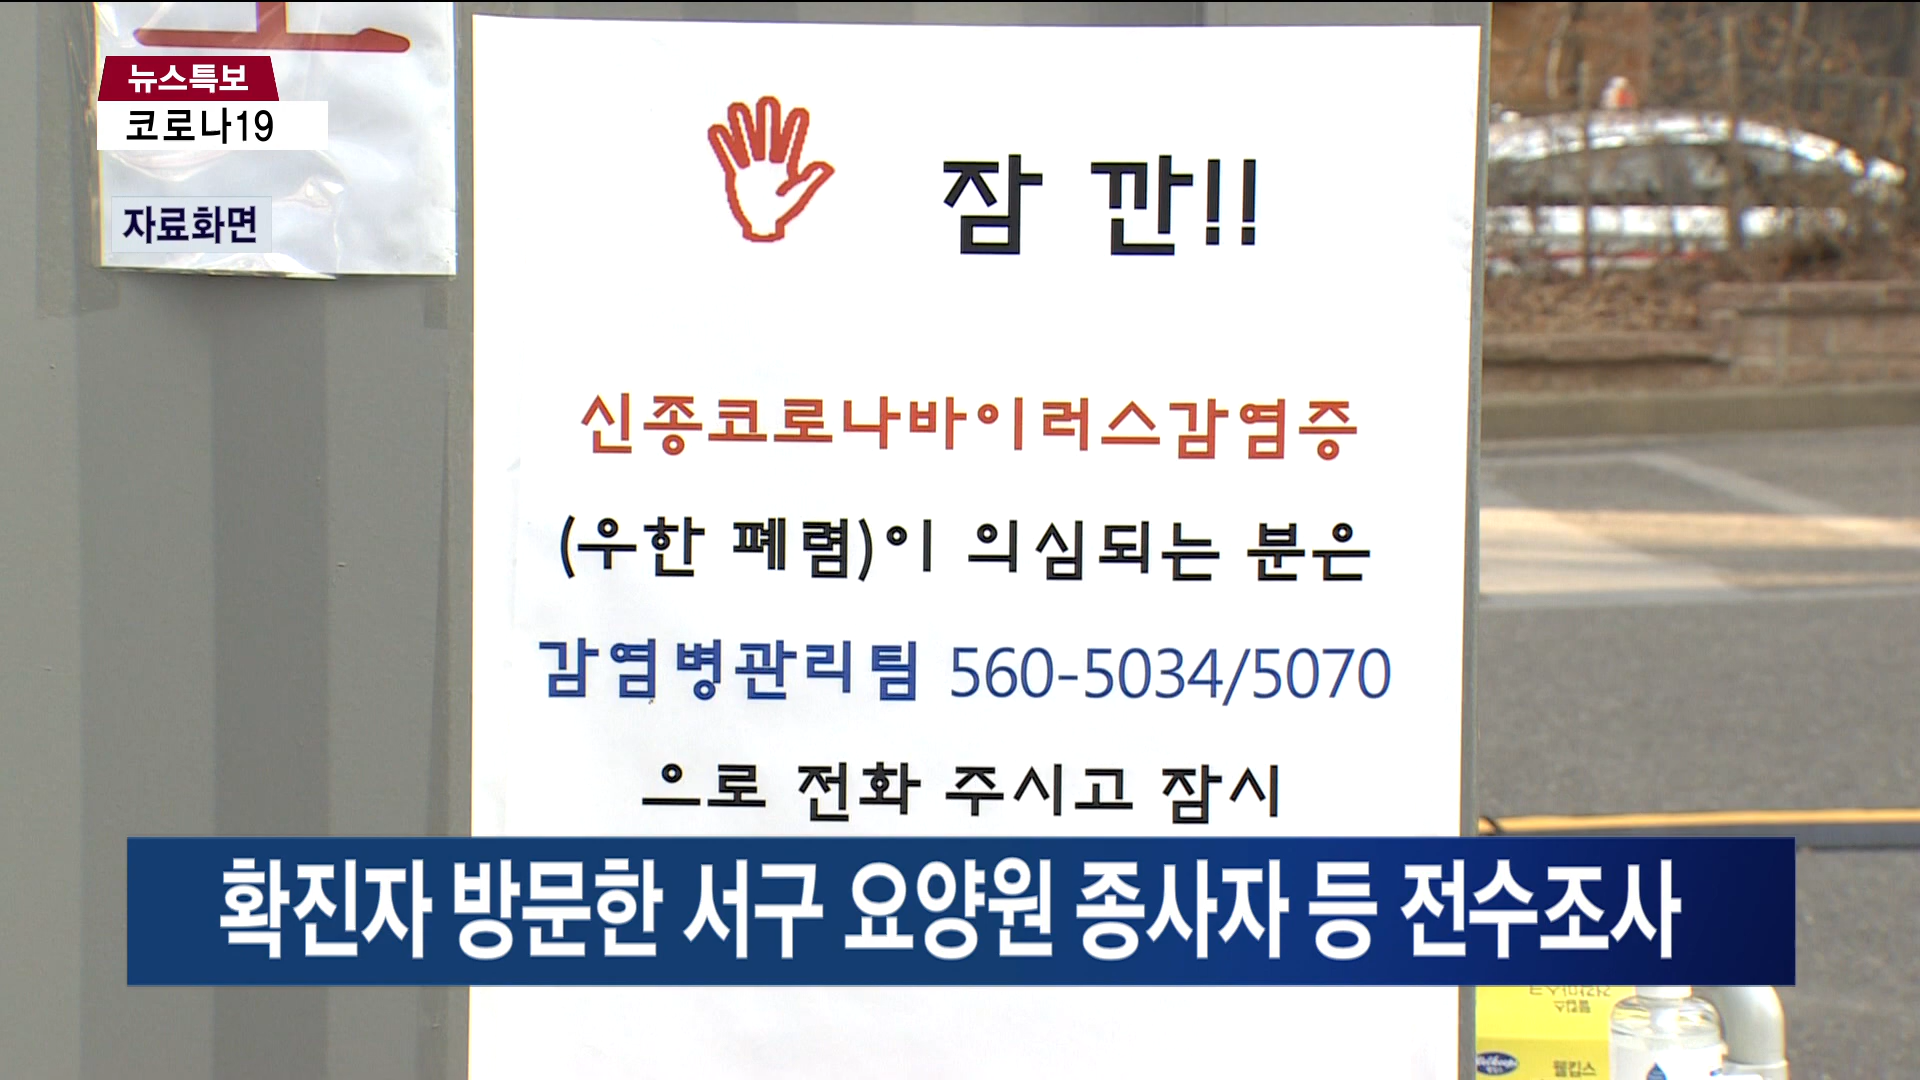 뉴스특보
코로나19
자료화면
잠 깐!!
신종코로나바이러스감염증
(우한 폐렴)이 의심되는 분은
감염병관리팀 560-5034/5070
으로 전화 주시고 잠시
확진자 방문한 서구 요양원 종사자 등 전수조사
웰킵스